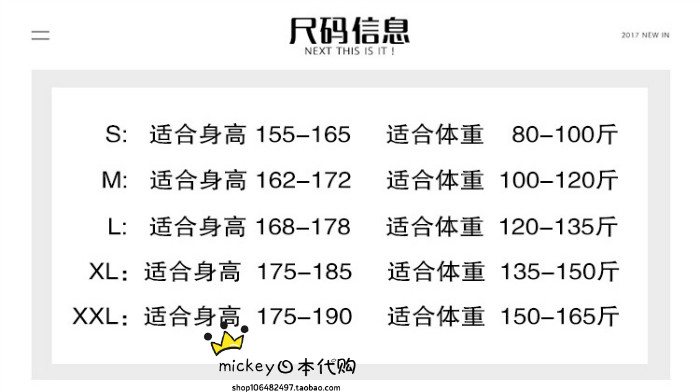 尺码信息
NEXT THIS IS IT!
2017 NEW IN
S: 适合身高 155-165 适合体重 80-100斤
M: 适合身高 162-172 适合体重 100-120斤
L: 适合身高 168-178 适合体重 120-135斤
XL: 适合身高 175-185 适合体重 135-150斤
XXL: 适合身高 175-190 适合体重 150-165斤
mickey日本代购
shop106482497.taobao.com